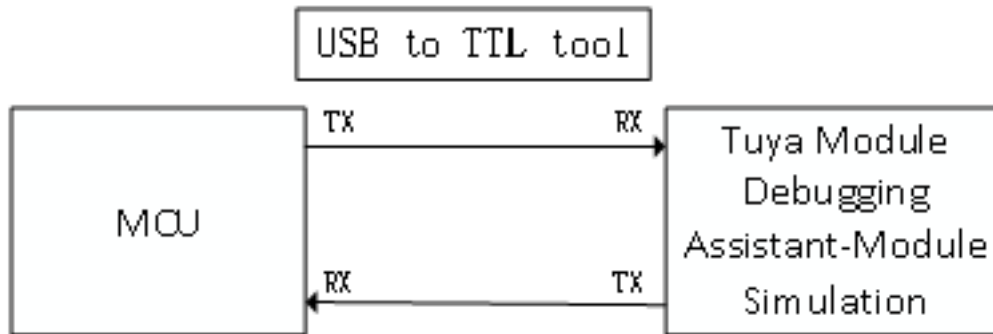 USB to TTL tool
TX RX
MCU
Tuya Module
Debugging
Assistant-Module
Simulation
RX TX